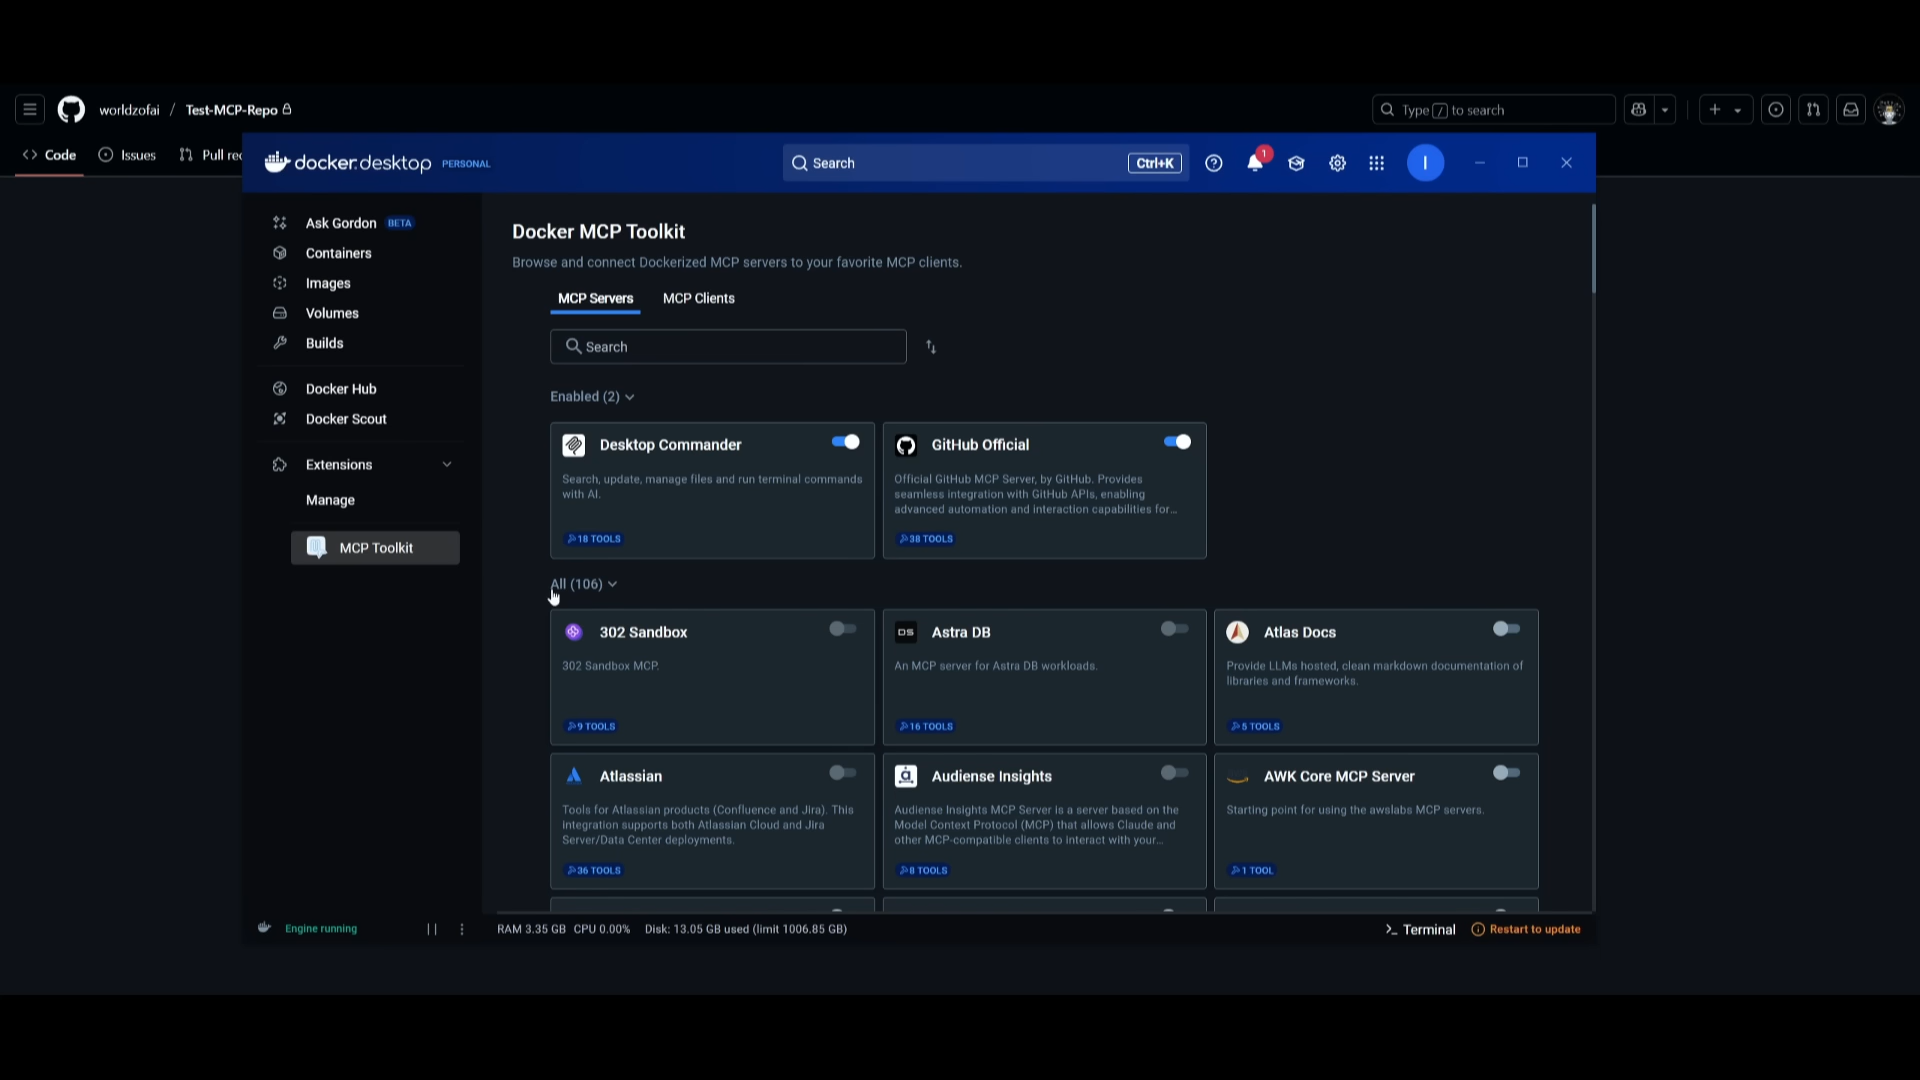 worldzofai / Test-MCP-Repo
Type / to search
Code
Issues
Pull rec
docker.desktop PERSONAL
Search
Ctrl+K
1
I
Ask Gordon BETA
Containers
Images
Volumes
Builds
Docker Hub
Docker Scout
Extensions
Manage
MCP Toolkit
Docker MCP Toolkit
Browse and connect Dockerized MCP servers to your favorite MCP clients.
MCP Servers
MCP Clients
Search
Enabled (2)
Desktop Commander
Search, update, manage files and run terminal commands
with AI.
18 TOOLS
GitHub Official
Official GitHub MCP Server, by GitHub. Provides
seamless integration with GitHub APIs, enabling
advanced automation and interaction capabilities for...
38 TOOLS
All (106)
302 Sandbox
302 Sandbox MCP.
9 TOOLS
DS
Astra DB
An MCP server for Astra DB workloads.
16 TOOLS
Atlas Docs
Provide LLMs hosted, clean markdown documentation of
libraries and frameworks.
5 TOOLS
Atlassian
Tools for Atlassian products (Confluence and Jira). This
integration supports both Atlassian Cloud and Jira
Server/Data Center deployments.
36 TOOLS
Audiense Insights
Audiense Insights MCP Server is a server based on the
Model Context Protocol (MCP) that allows Claude and
other MCP-compatible clients to interact with your...
8 TOOLS
AWK Core MCP Server
Starting point for using the awslabs MCP servers.
1 TOOL
Engine running
RAM 3.35 GB CPU 0.00% Disk: 13.05 GB used (limit 1006.85 GB)
>_ Terminal
Restart to update